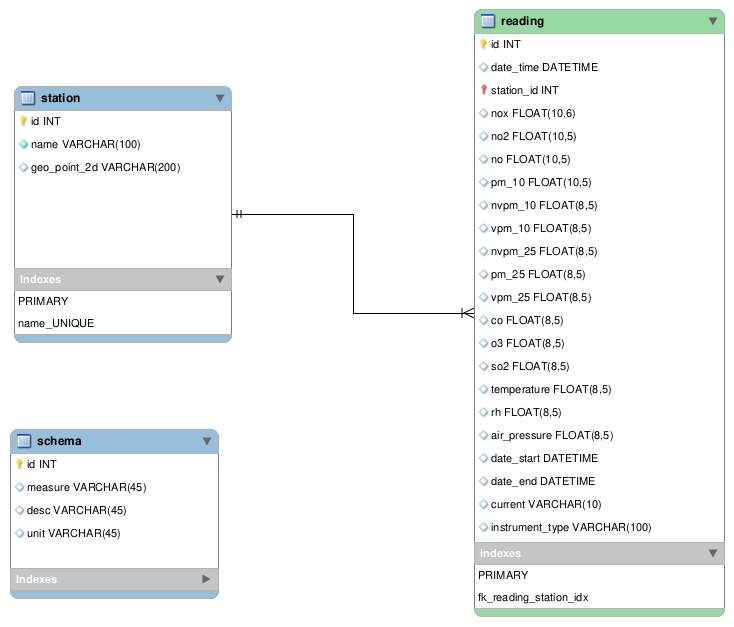 station
id INT
name VARCHAR(100)
geo_point_2d VARCHAR(200)
Indexes
PRIMARY
name_UNIQUE
schema
id INT
measure VARCHAR(45)
desc VARCHAR(45)
unit VARCHAR(45)
Indexes
reading
id INT
date_time DATETIME
station_id INT
nox FLOAT(10,6)
no2 FLOAT(10,5)
no FLOAT(10,5)
pm_10 FLOAT(10,5)
nvpm_10 FLOAT(8,5)
vpm_10 FLOAT(8,5)
nvpm_25 FLOAT(8,5)
pm_25 FLOAT(8,5)
vpm_25 FLOAT(8,5)
co FLOAT(8,5)
o3 FLOAT(8,5)
so2 FLOAT(8,5)
temperature FLOAT(8,5)
rh FLOAT(8,5)
air_pressure FLOAT(8,5)
date_start DATETIME
date_end DATETIME
current VARCHAR(10)
instrument_type VARCHAR(100)
Indexes
PRIMARY
fk_reading_station_idx